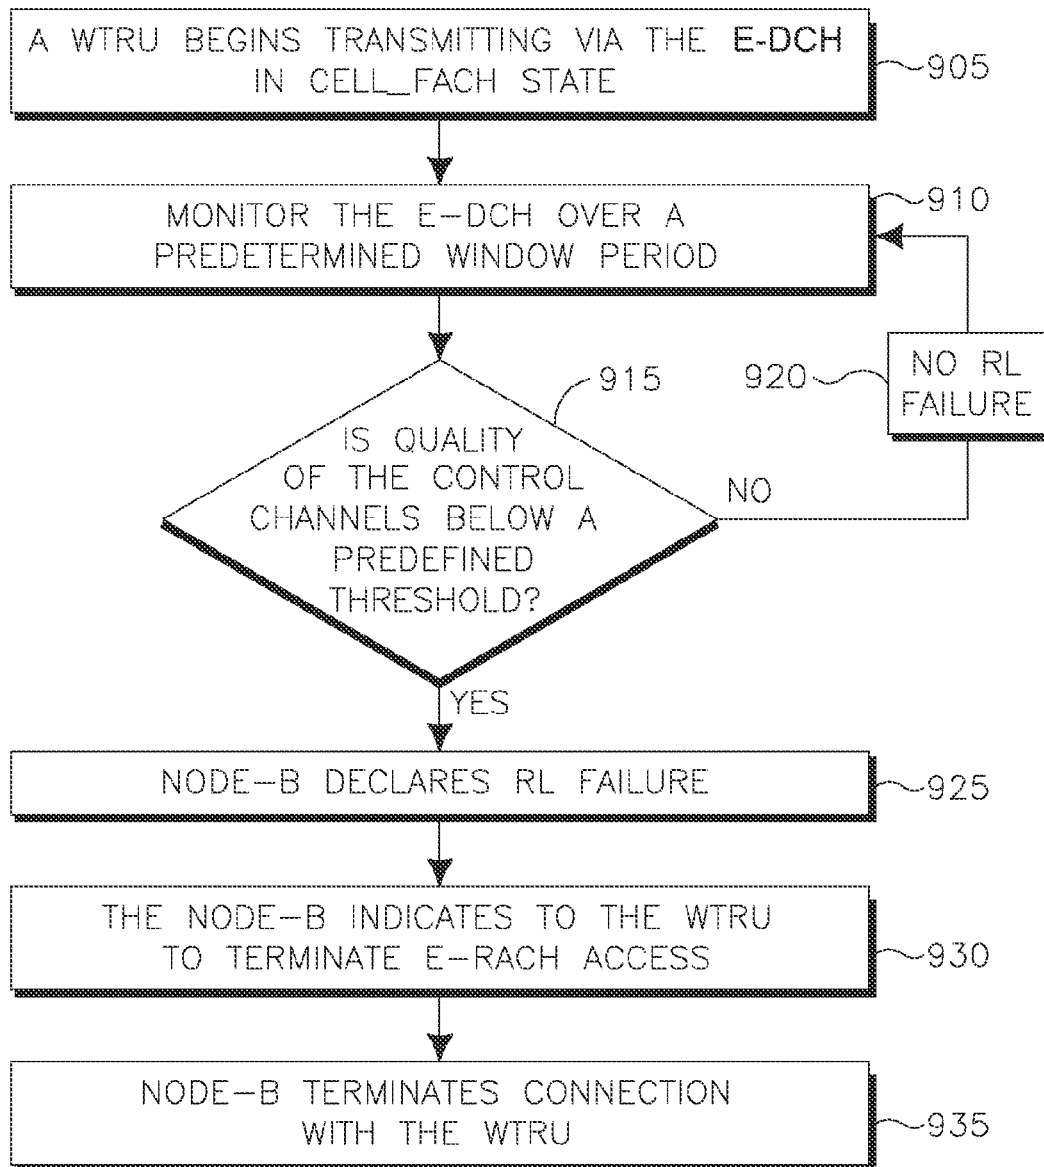 A WTRU BEGINS TRANSMITTING VIA THE E-DCH
IN CELL_FACH STATE
905
MONITOR THE E-DCH OVER A
PREDETERMINED WINDOW PERIOD
910
IS QUALITY
OF THE CONTROL
CHANNELS BELOW A
PREDEFINED
THRESHOLD?
915
NO
920
NO RL
FAILURE
YES
NODE-B DECLARES RL FAILURE
925
THE NODE-B INDICATES TO THE WTRU
TO TERMINATE E-RACH ACCESS
930
NODE-B TERMINATES CONNECTION
WITH THE WTRU
935